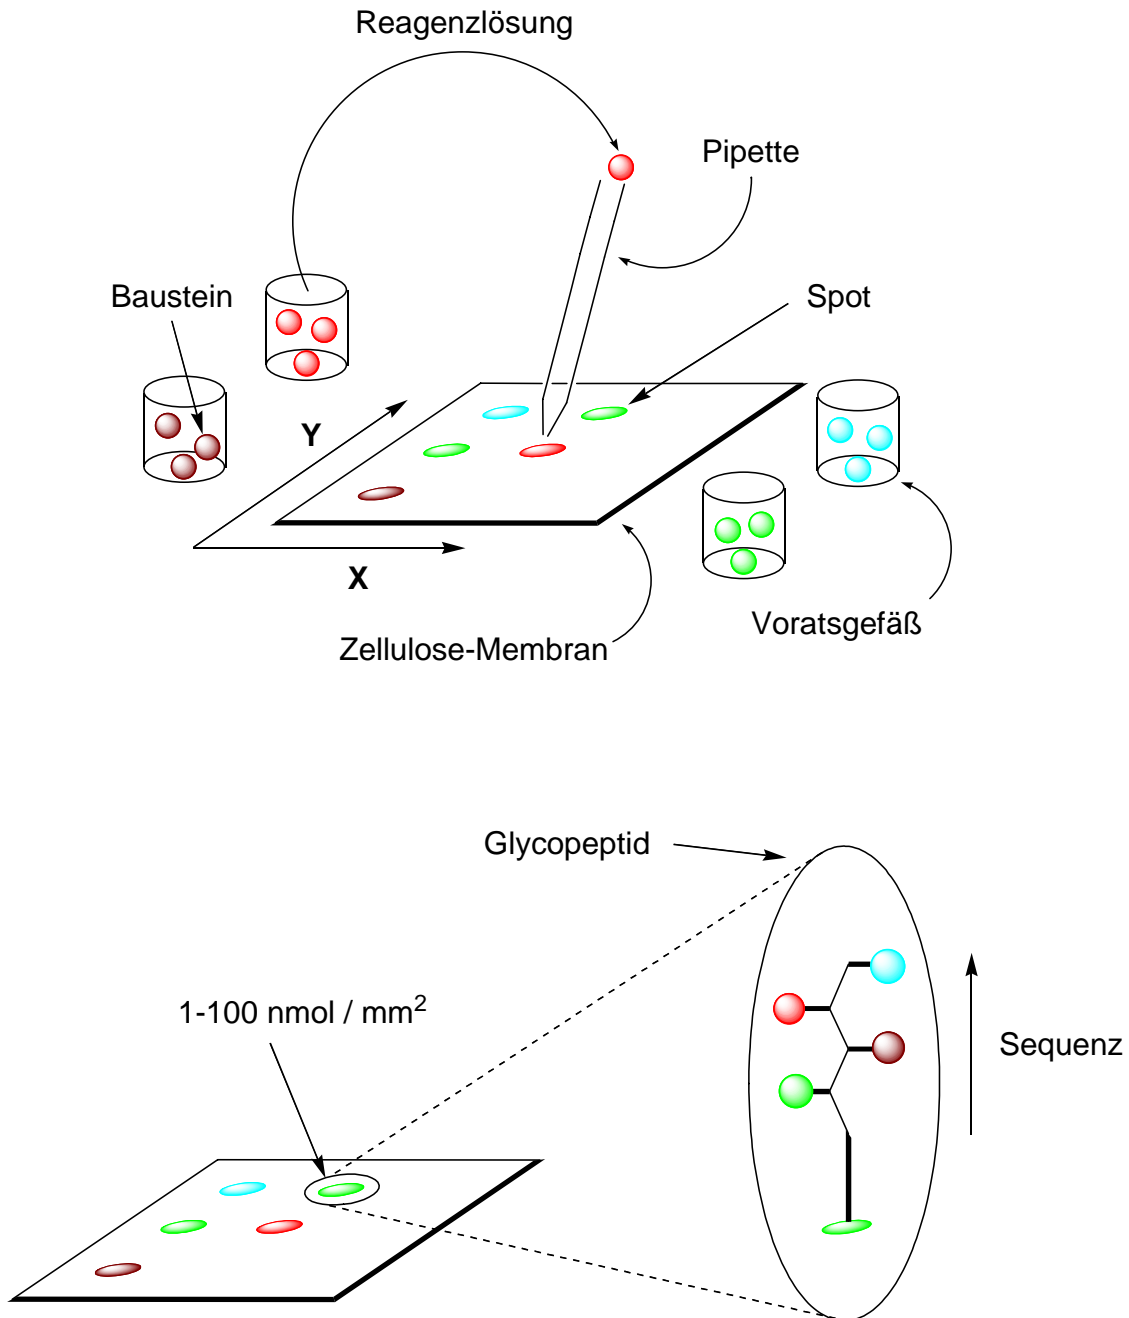 Reagenzlösung
Pipette
Baustein
Spot
Y
X
Voratsgefäß
Zellulose-Membran
Glycopeptid
1-100 nmol / mm²
Sequenz